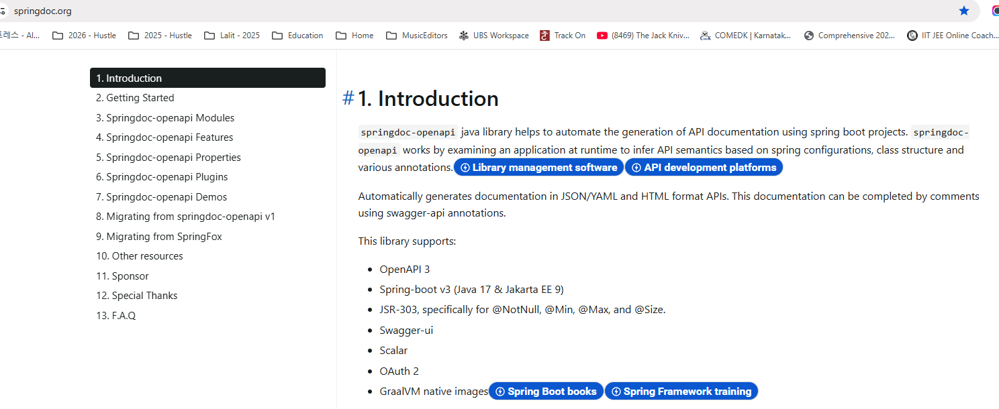 springdoc.org
프레스 - Al...
2026 - Hustle
2025 - Hustle
Lalit - 2025
Education
Home
MusicEditors
UBS Workspace
Track On
(8469) The Jack Kniv...
COMEDK | Karnatak...
Comprehensive 202...
IIT JEE Online Coach...
1. Introduction
2. Getting Started
3. Springdoc-openapi Modules
4. Springdoc-openapi Features
5. Springdoc-openapi Properties
6. Springdoc-openapi Plugins
7. Springdoc-openapi Demos
8. Migrating from springdoc-openapi v1
9. Migrating from SpringFox
10. Other resources
11. Sponsor
12. Special Thanks
13. F.A.Q
# 1. Introduction
springdoc-openapi java library helps to automate the generation of API documentation using spring boot projects. springdoc-
openapi works by examining an application at runtime to infer API semantics based on spring configurations, class structure and
various annotations. Library management software API development platforms
Automatically generates documentation in JSON/YAML and HTML format APIs. This documentation can be completed by comments
using swagger-api annotations.
This library supports:
• OpenAPI 3
• Spring-boot v3 (Java 17 & Jakarta EE 9)
• JSR-303, specifically for @NotNull, @Min, @Max, and @Size.
• Swagger-ui
• Scalar
• OAuth 2
• GraalVM native images Spring Boot books Spring Framework training